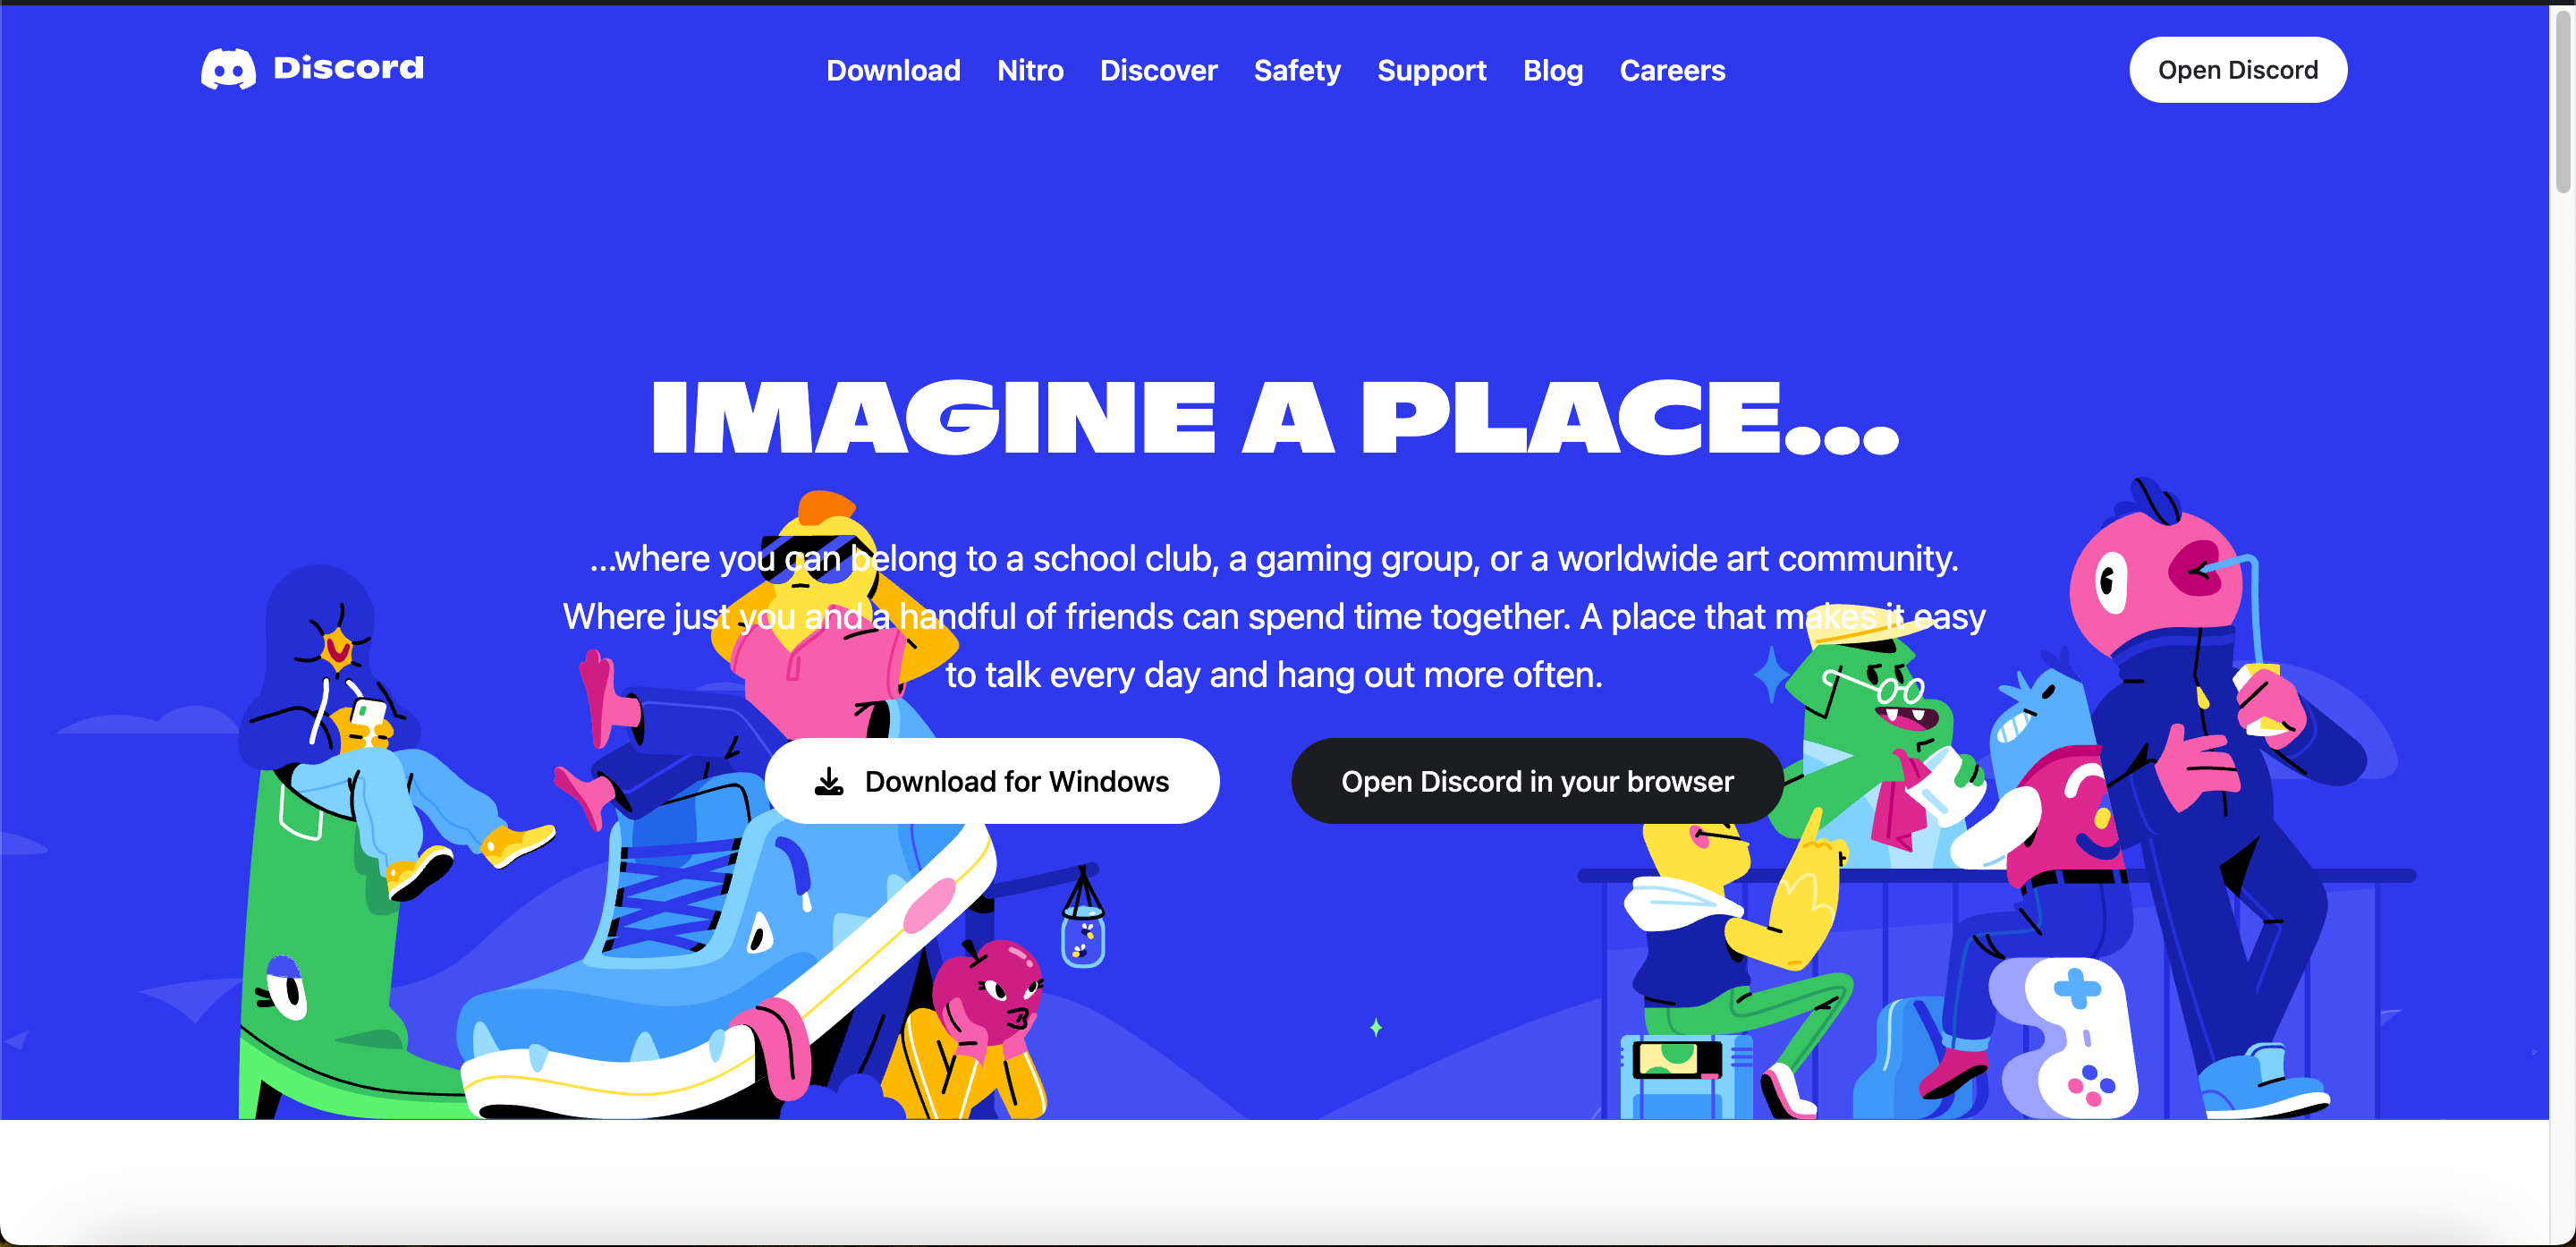 Discord
Download Nitro Discover Safety Support Blog Careers
Open Discord
IMAGINE A PLACE...
...where you can belong to a school club, a gaming group, or a worldwide art community.
Where just you and a handful of friends can spend time together. A place that makes it easy
to talk every day and hang out more often.
Download for Windows
Open Discord in your browser